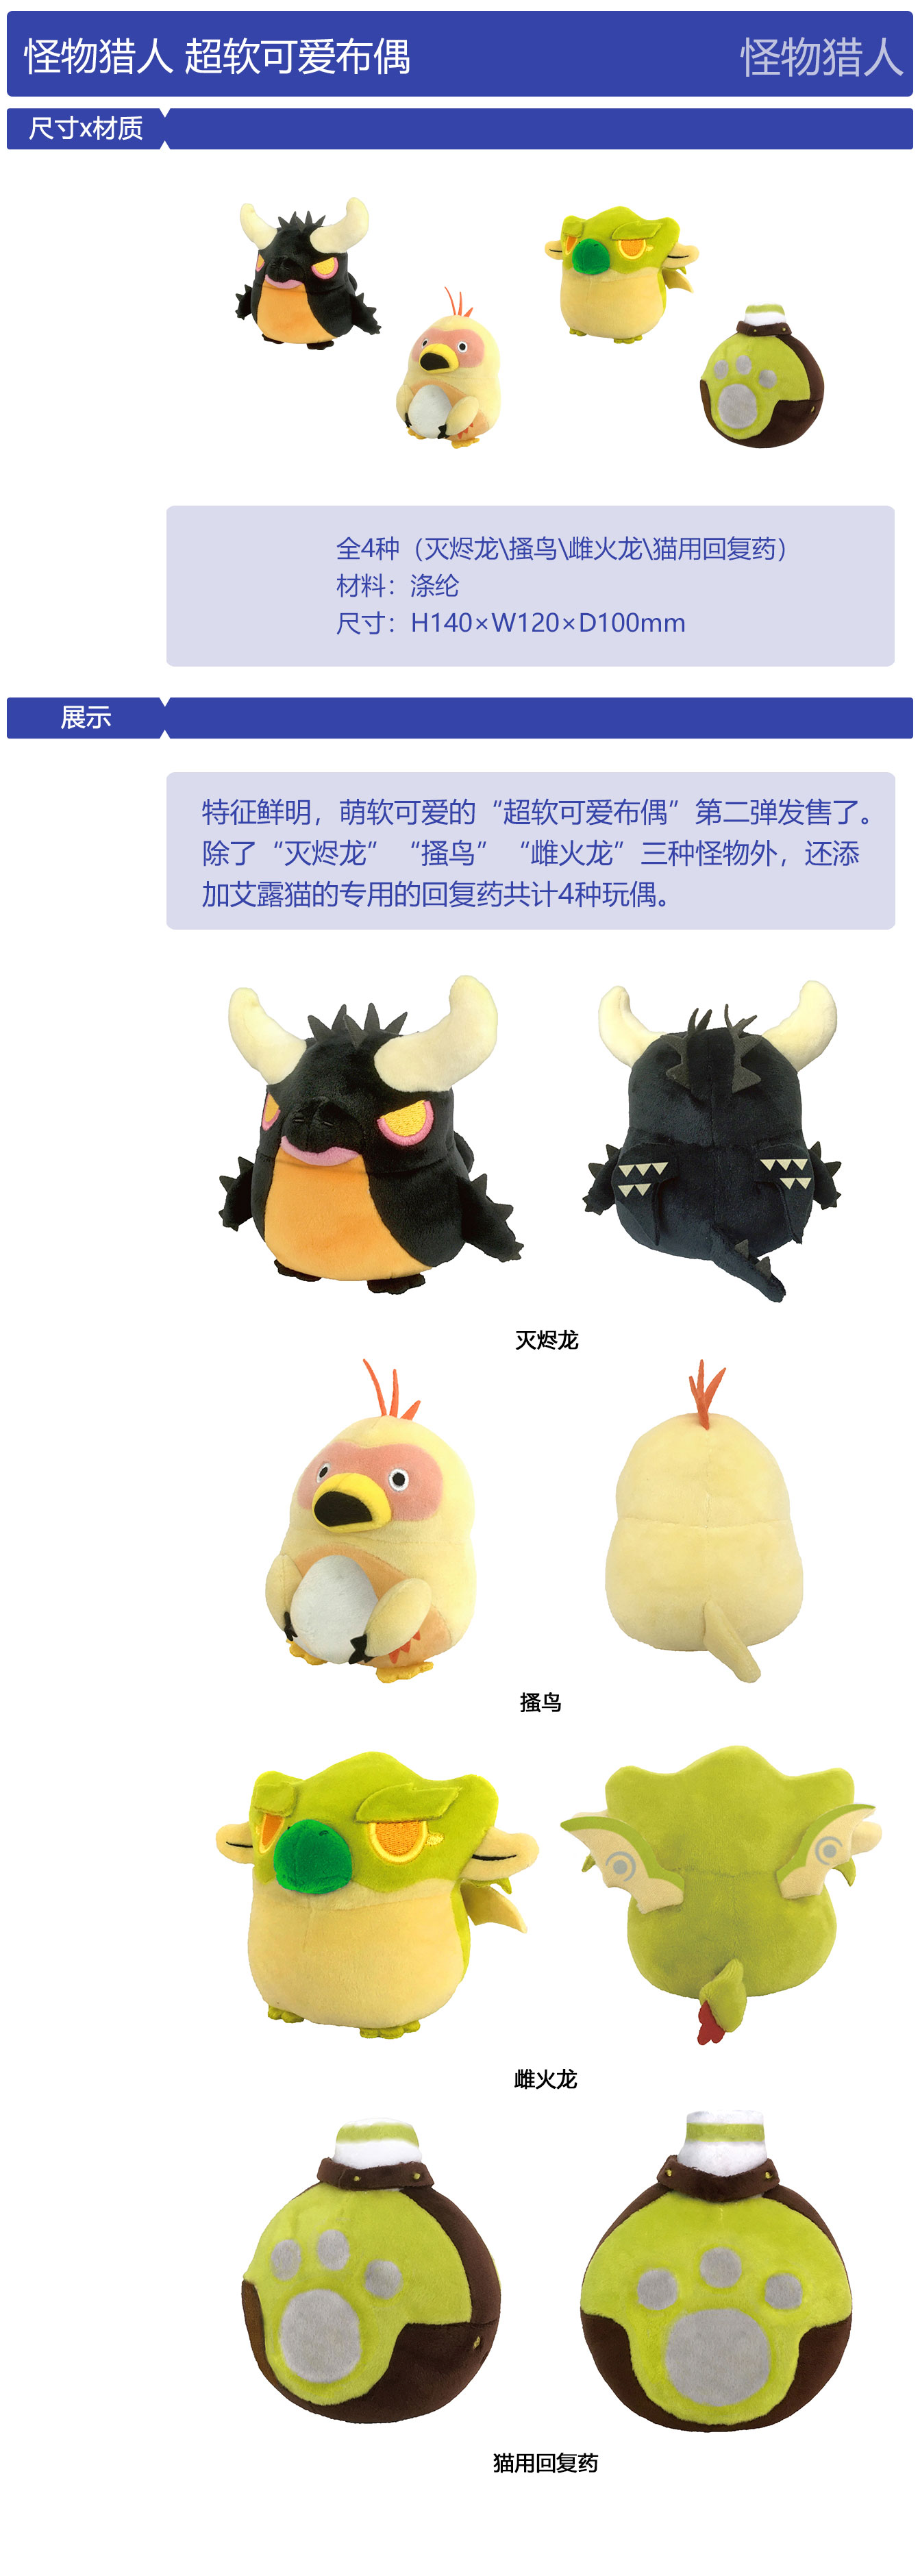 怪物猎人 超软可爱布偶
怪物猎人
尺寸x材质
全4种（灭烬龙\搔鸟\雌火龙\猫用回复药）
材料：涤纶
尺寸：H140×W120×D100mm
展示
特征鲜明，萌软可爱的“超软可爱布偶”第二弹发售了。
除了“灭烬龙”“搔鸟”“雌火龙”三种怪物外，还添
加艾露猫的专用的回复药共计4种玩偶。
灭烬龙
搔鸟
雌火龙
猫用回复药